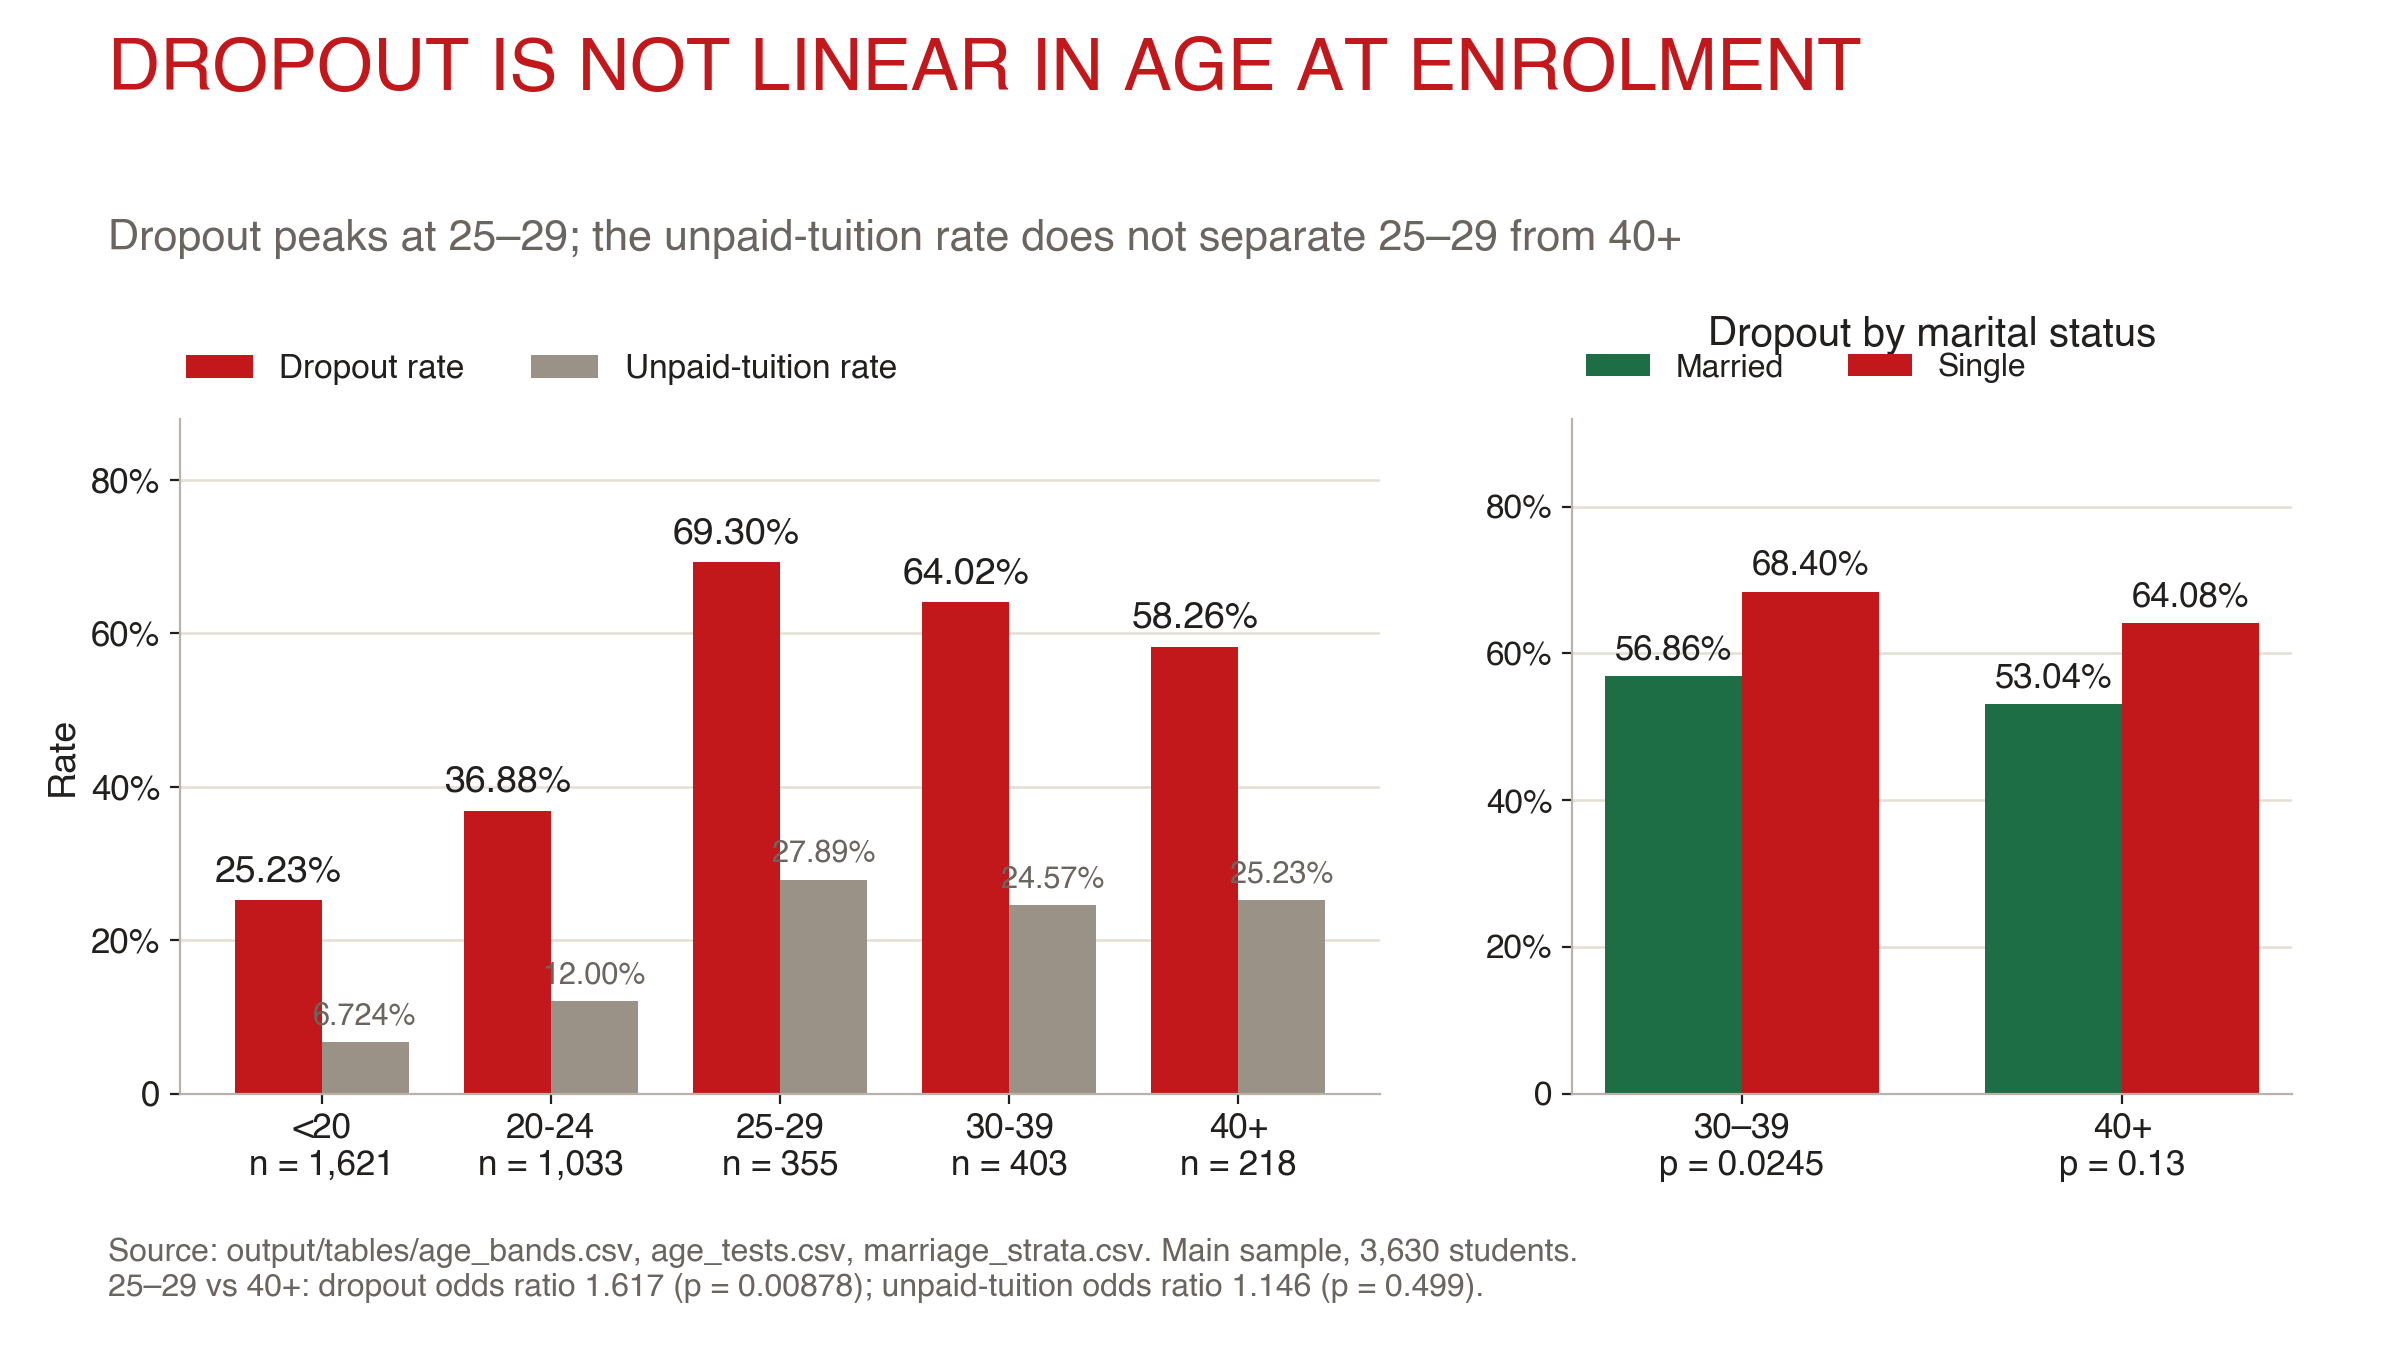 DROPOUT IS NOT LINEAR IN AGE AT ENROLMENT
Dropout peaks at 25–29; the unpaid-tuition rate does not separate 25–29 from 40+
Dropout rate
Unpaid-tuition rate
Rate
80%
60%
40%
20%
0
25.23%
6.724%
36.88%
12.00%
69.30%
27.89%
64.02%
24.57%
58.26%
25.23%
<20
n = 1,621
20-24
n = 1,033
25-29
n = 355
30-39
n = 403
40+
n = 218
Dropout by marital status
Married
Single
80%
60%
40%
20%
0
56.86%
68.40%
53.04%
64.08%
30–39
p = 0.0245
40+
p = 0.13
Source: output/tables/age_bands.csv, age_tests.csv, marriage_strata.csv. Main sample, 3,630 students.
25–29 vs 40+: dropout odds ratio 1.617 (p = 0.00878); unpaid-tuition odds ratio 1.146 (p = 0.499).